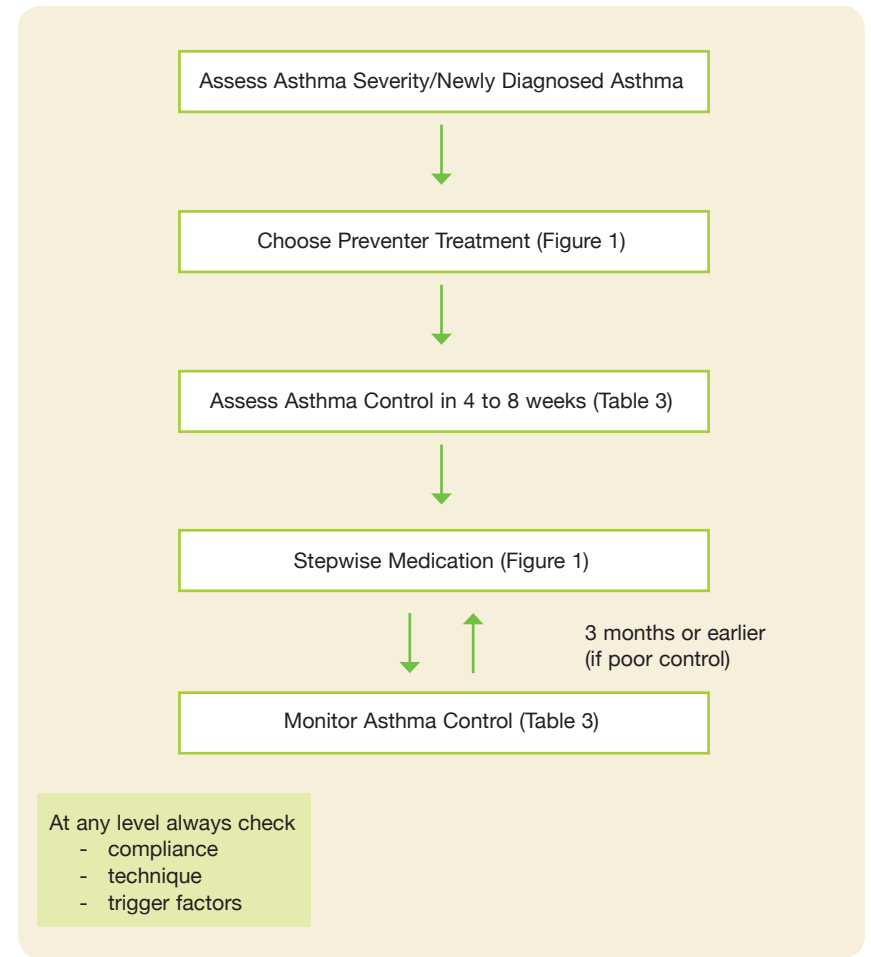 Assess Asthma Severity/Newly Diagnosed Asthma
Choose Preventer Treatment (Figure 1)
Assess Asthma Control in 4 to 8 weeks (Table 3)
Stepwise Medication (Figure 1)
3 months or earlier
(if poor control)
Monitor Asthma Control (Table 3)
At any level always check
- compliance
- technique
- trigger factors